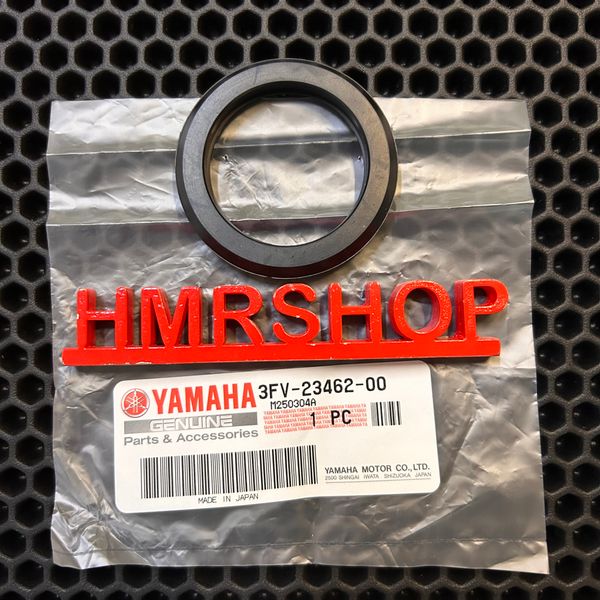 HMRSHOP
YAMAHA 3FV-23462-00
GENUINE M250304A
Parts & Accessories 1 PC
YAMAHA MOTOR CO., LTD.
2500 SHINGAI IWATA SHIZUOKA JAPAN
MADE IN JAPAN